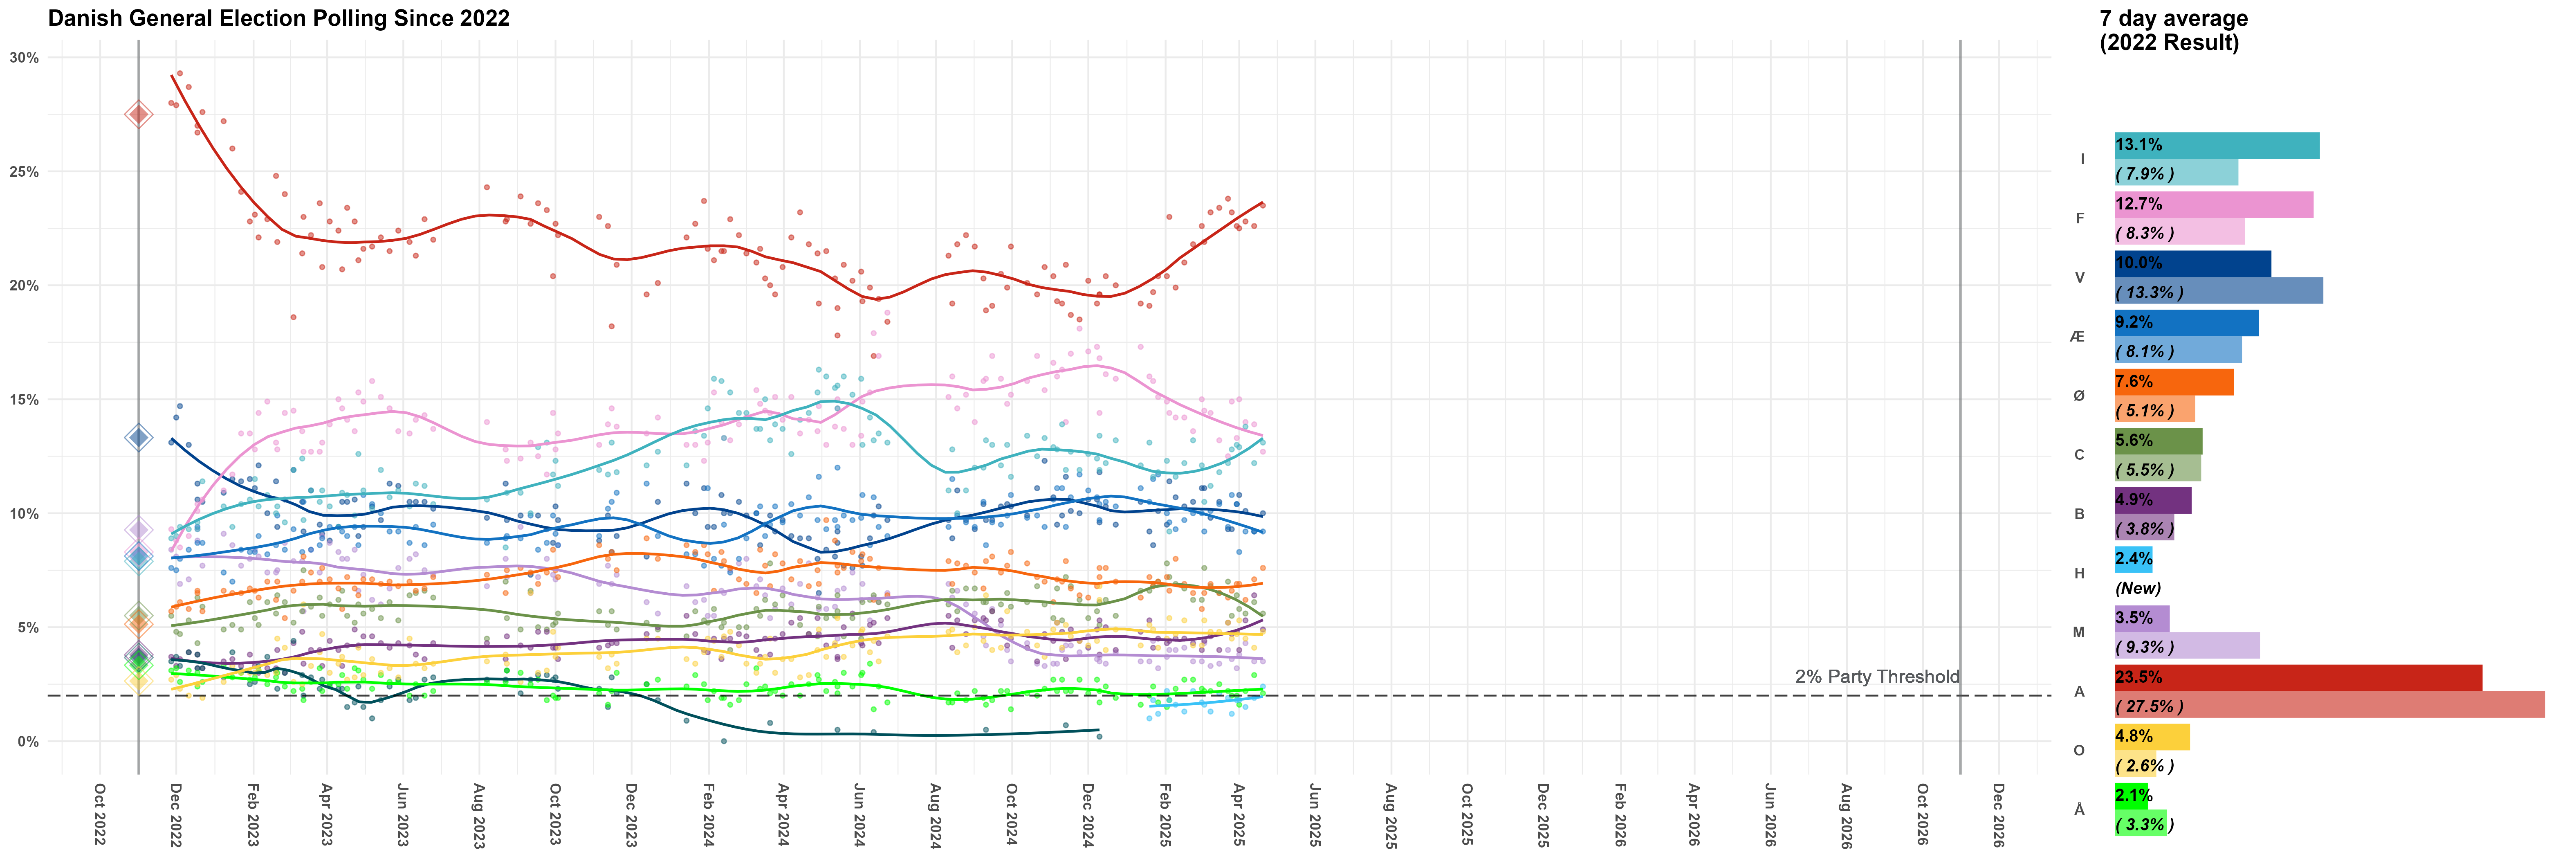 Danish General Election Polling Since 2022
7 day average
(2022 Result)
30%
25%
20%
15%
10%
5%
0%
2% Party Threshold
Oct 2022
Dec 2022
Feb 2023
Apr 2023
Jun 2023
Aug 2023
Oct 2023
Dec 2023
Feb 2024
Apr 2024
Jun 2024
Aug 2024
Oct 2024
Dec 2024
Feb 2025
Apr 2025
Jun 2025
Aug 2025
Oct 2025
Dec 2025
Feb 2026
Apr 2026
Jun 2026
Aug 2026
Oct 2026
Dec 2026
I
13.1%
( 7.9% )
F
12.7%
( 8.3% )
V
10.0%
( 13.3% )
Æ
9.2%
( 8.1% )
Ø
7.6%
( 5.1% )
C
5.6%
( 5.5% )
B
4.9%
( 3.8% )
H
2.4%
(New)
M
3.5%
( 9.3% )
A
23.5%
( 27.5% )
O
4.8%
( 2.6% )
Å
2.1%
( 3.3% )